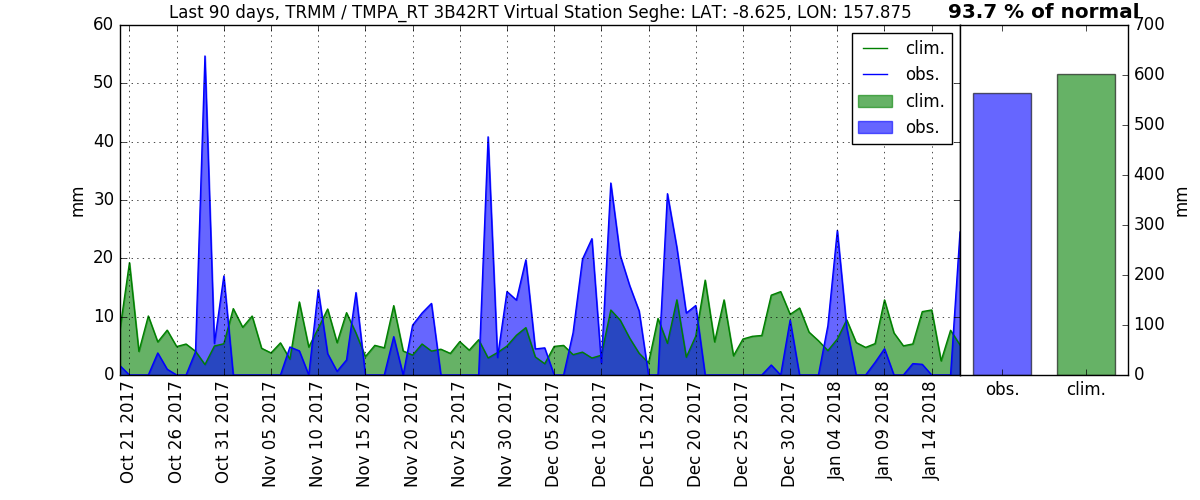 Last 90 days, TRMM / TMPA_RT 3B42RT Virtual Station Seghe: LAT: -8.625, LON: 157.875
93.7 % of normal
60
50
40
30
20
10
0
mm
clim.
obs.
clim.
obs.
700
600
500
400
300
200
100
0
mm
Oct 21 2017
Oct 26 2017
Oct 31 2017
Nov 05 2017
Nov 10 2017
Nov 15 2017
Nov 20 2017
Nov 25 2017
Nov 30 2017
Dec 05 2017
Dec 10 2017
Dec 15 2017
Dec 20 2017
Dec 25 2017
Dec 30 2017
Jan 04 2018
Jan 09 2018
Jan 14 2018
obs.
clim.